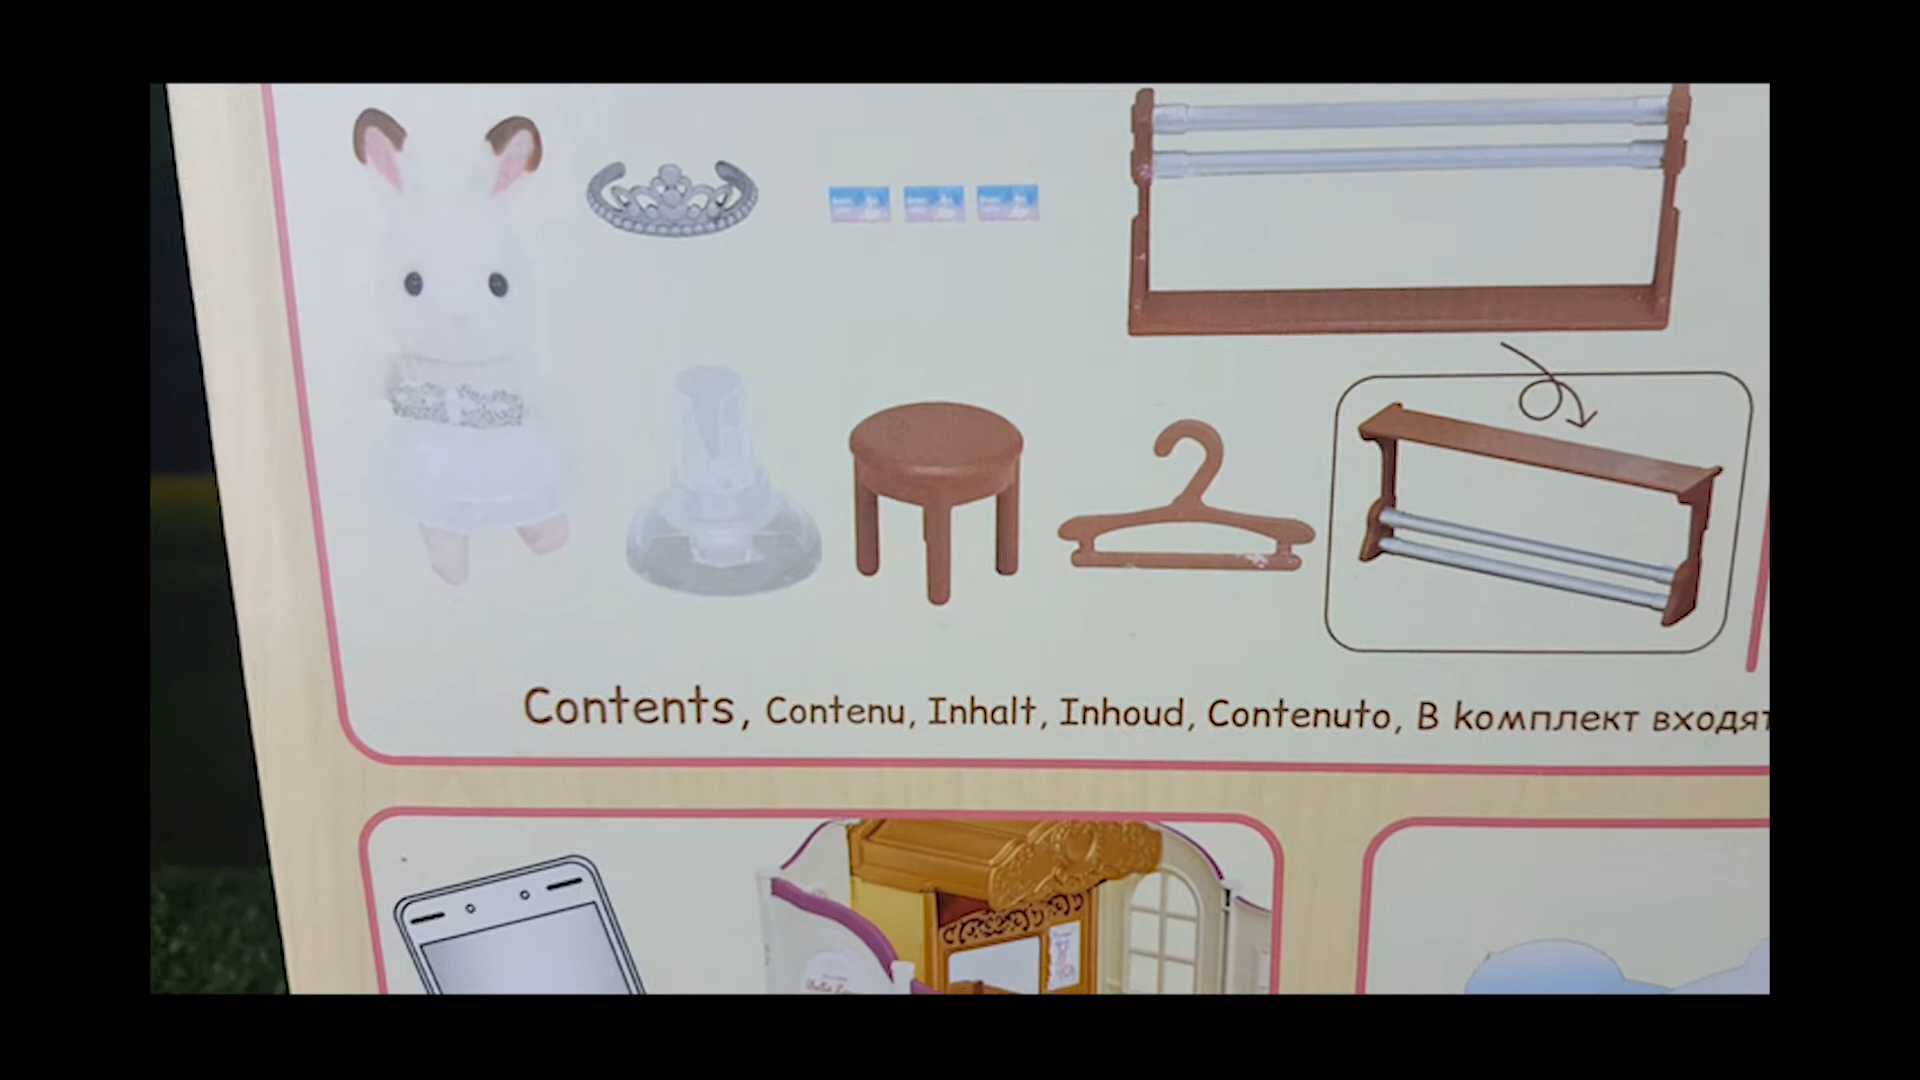 Contents, Contenu, Inhalt, Inhoud, Contenuto, В комплект входят